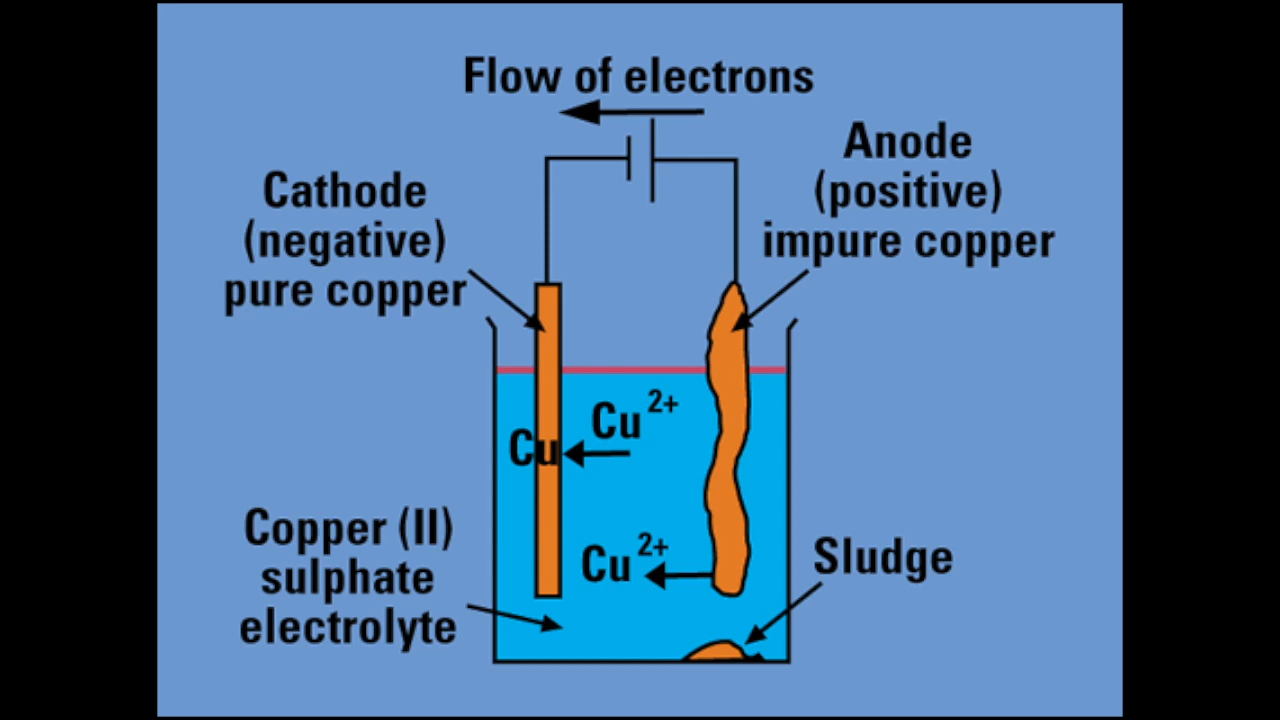 Flow of electrons
Cathode
(negative)
pure copper
Anode
(positive)
impure copper
Cu 2+
Cu
Cu 2+
Copper (II)
sulphate
electrolyte
Sludge